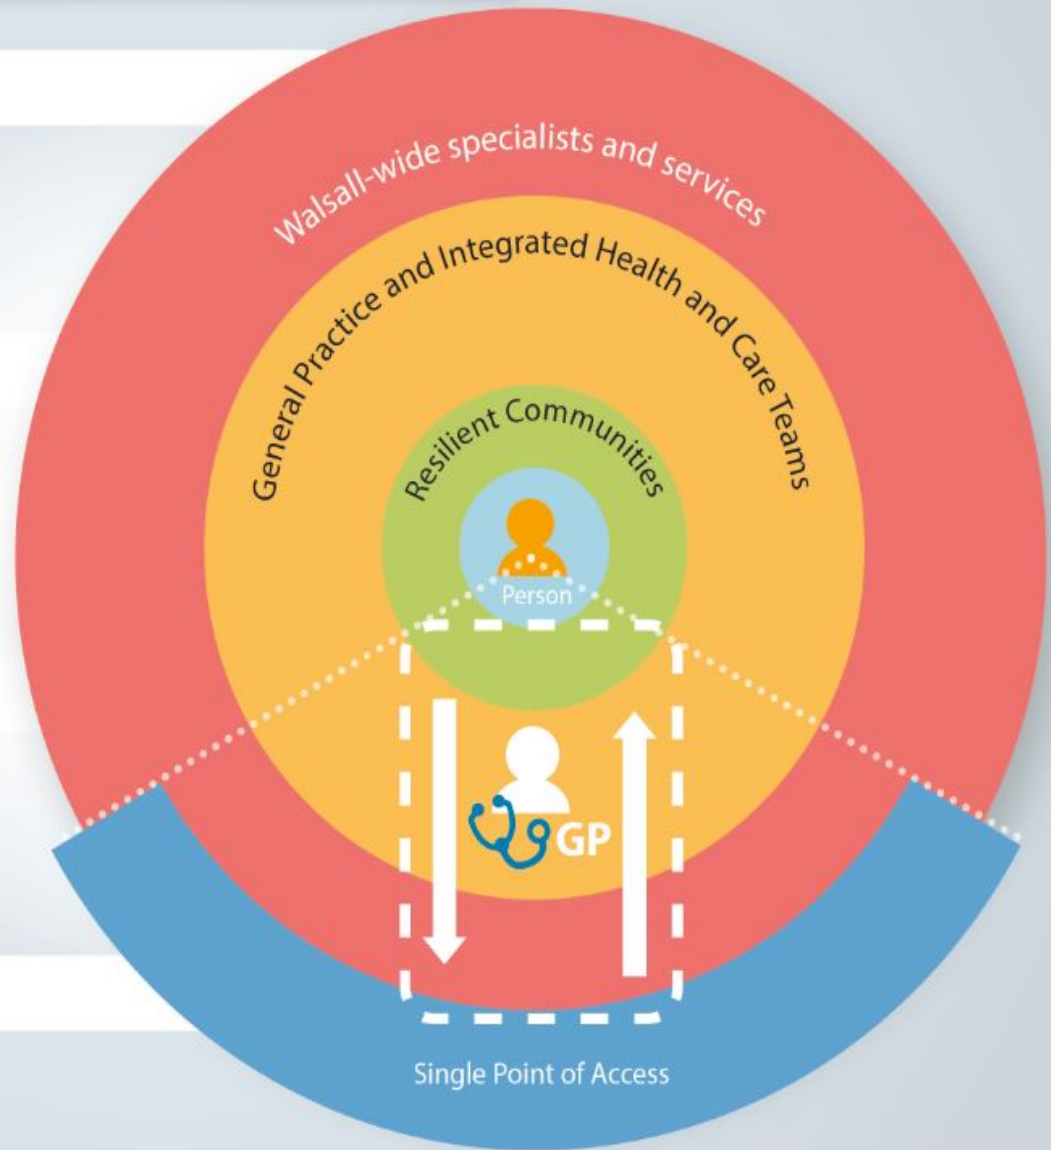 Walsall-wide specialists and services
General Practice and Integrated Health and Care Teams
Resilient Communities
Person
GP
Single Point of Access